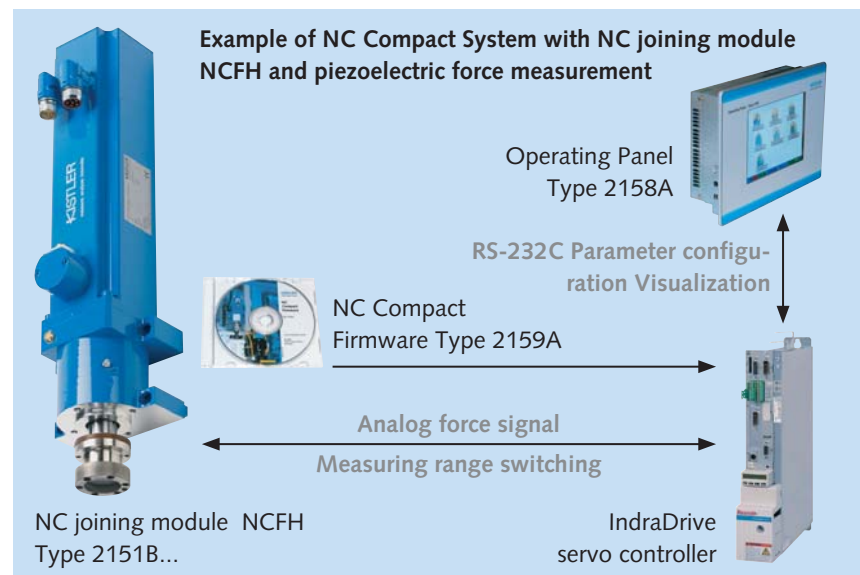 Example of NC Compact System with NC joining module
NCFH and piezoelectric force measurement
KISTLER
Operating Panel
Type 2158A
RS-232C Parameter configu-
ration Visualization
NC Compact
Firmware Type 2159A
Analog force signal
Measuring range switching
NC joining module NCFH
Type 2151B...
IndraDrive
servo controller